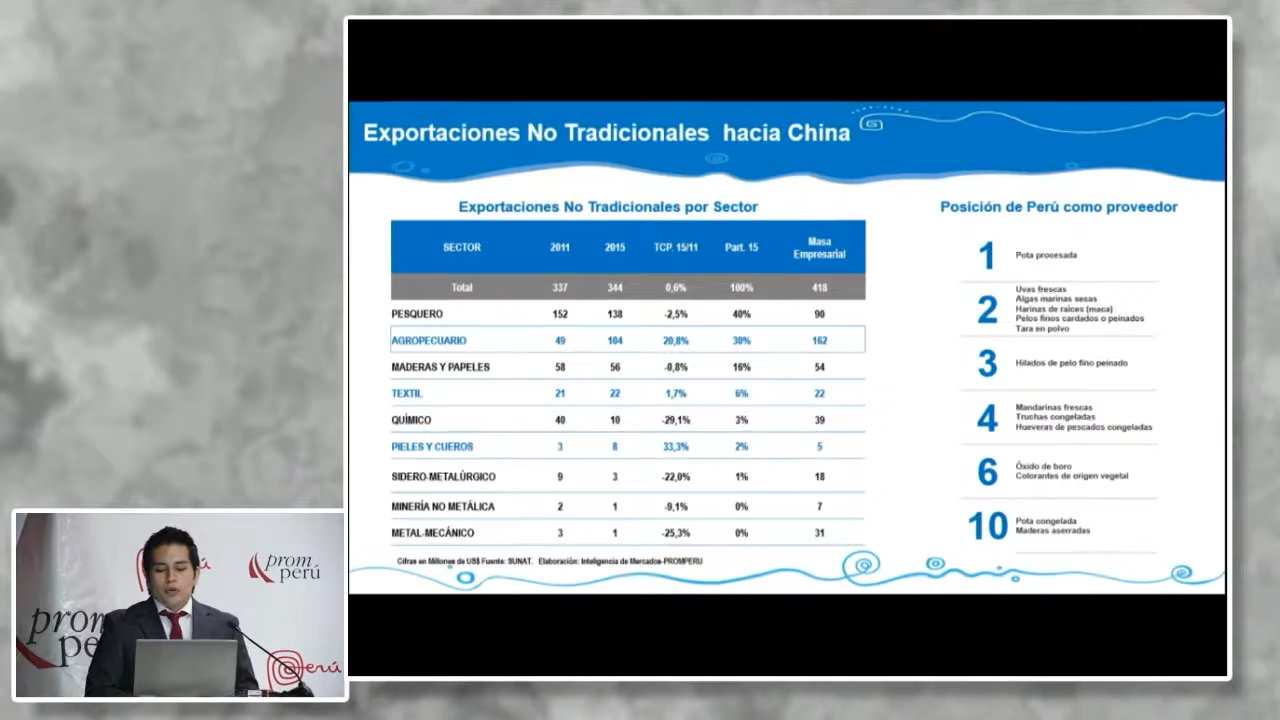 Exportaciones No Tradicionales hacia China
Exportaciones No Tradicionales por Sector
SECTOR 2011 2015 TCP. 15/11 Part. 15 Masa Empresarial
Total 337 344 0,6% 100% 418
PESQUERO 152 138 -2,5% 40% 90
AGROPECUARIO 49 104 20,8% 30% 162
MADERAS Y PAPELES 58 56 -0,8% 16% 54
TEXTIL 21 22 1,7% 6% 22
QUÍMICO 40 10 -29,1% 3% 39
PIELES Y CUEROS 3 8 33,3% 2% 5
SIDERO-METALÚRGICO 9 3 -22,0% 1% 18
MINERÍA NO METÁLICA 2 1 -9,1% 0% 7
METAL-MECÁNICO 3 1 -25,3% 0% 31
Cifras en Millones de US$ Fuente: SUNAT. Elaboración: Inteligencia de Mercados-PROMPERU
Posición de Perú como proveedor
1 Pota procesada
2 Uvas frescas
Algas marinas secas
Harinas de raíces (maca)
Pelos finos cardados o peinados
Tara en polvo
3 Hilados de pelo fino peinado
4 Mandarinas frescas
Truchas congeladas
Hueveras de pescados congeladas
6 Óxido de boro
Colorantes de origen vegetal
10 Pota congelada
Maderas aserradas
prom
perú
Perú